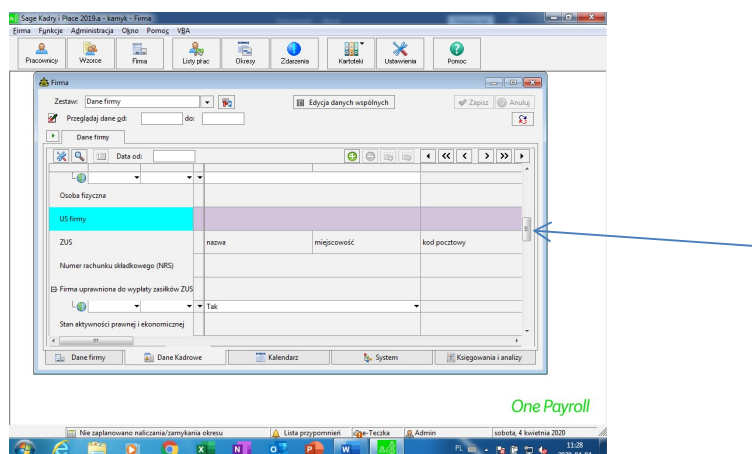 Sage Kadry i Płace 2019.a - kamyk - Firma
Firma Funkcje Administracja Okno Pomoc VBA
Pracownicy Wzorce Firma Listy płac Okresy Zdarzenia Kartoteki Ustawienia Pomoc
Firma
Zestaw: Dane firmy Edycja danych wspólnych Zapisz Anuluj
Przeglądaj dane od: do:
Dane firmy
Data od:
Osoba fizyczna
US firmy
ZUS nazwa miejscowość kod pocztowy
Numer rachunku składkowego (NRS)
Firma uprawniona do wypłaty zasiłków ZUS
Tak
Stan aktywności prawnej i ekonomicznej
Dane firmy Dane Kadrowe Kalendarz System Księgowania i analizy
One Payroll
Nie zaplanowano naliczania/zamykania okresu Lista przypomnień e-Teczka Admin sobota, 4 kwietnia 2020
PL 11:28
2020-04-04